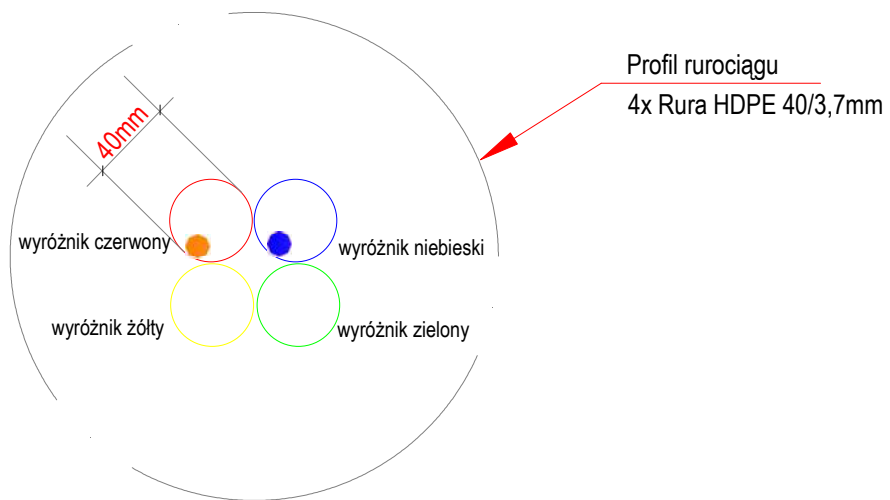 Profil rurociągu
4x Rura HDPE 40/3,7mm
40mm
wyróżnik czerwony
wyróżnik niebieski
wyróżnik żółty
wyróżnik zielony